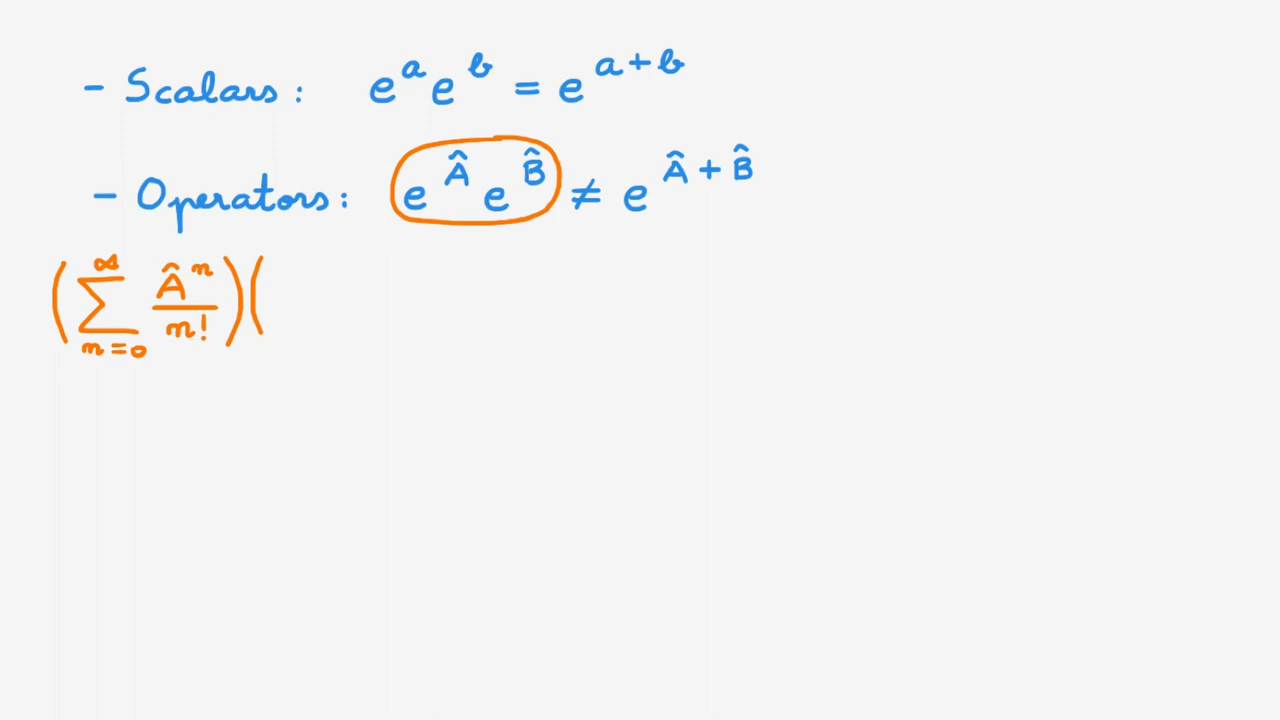 - Scalars: e^a e^b = e^{a+b}
- Operators: e^Â e^B̂ ≠ e^{Â+B̂}
(∑_{n=0}^{∞} Â^n/n!)(